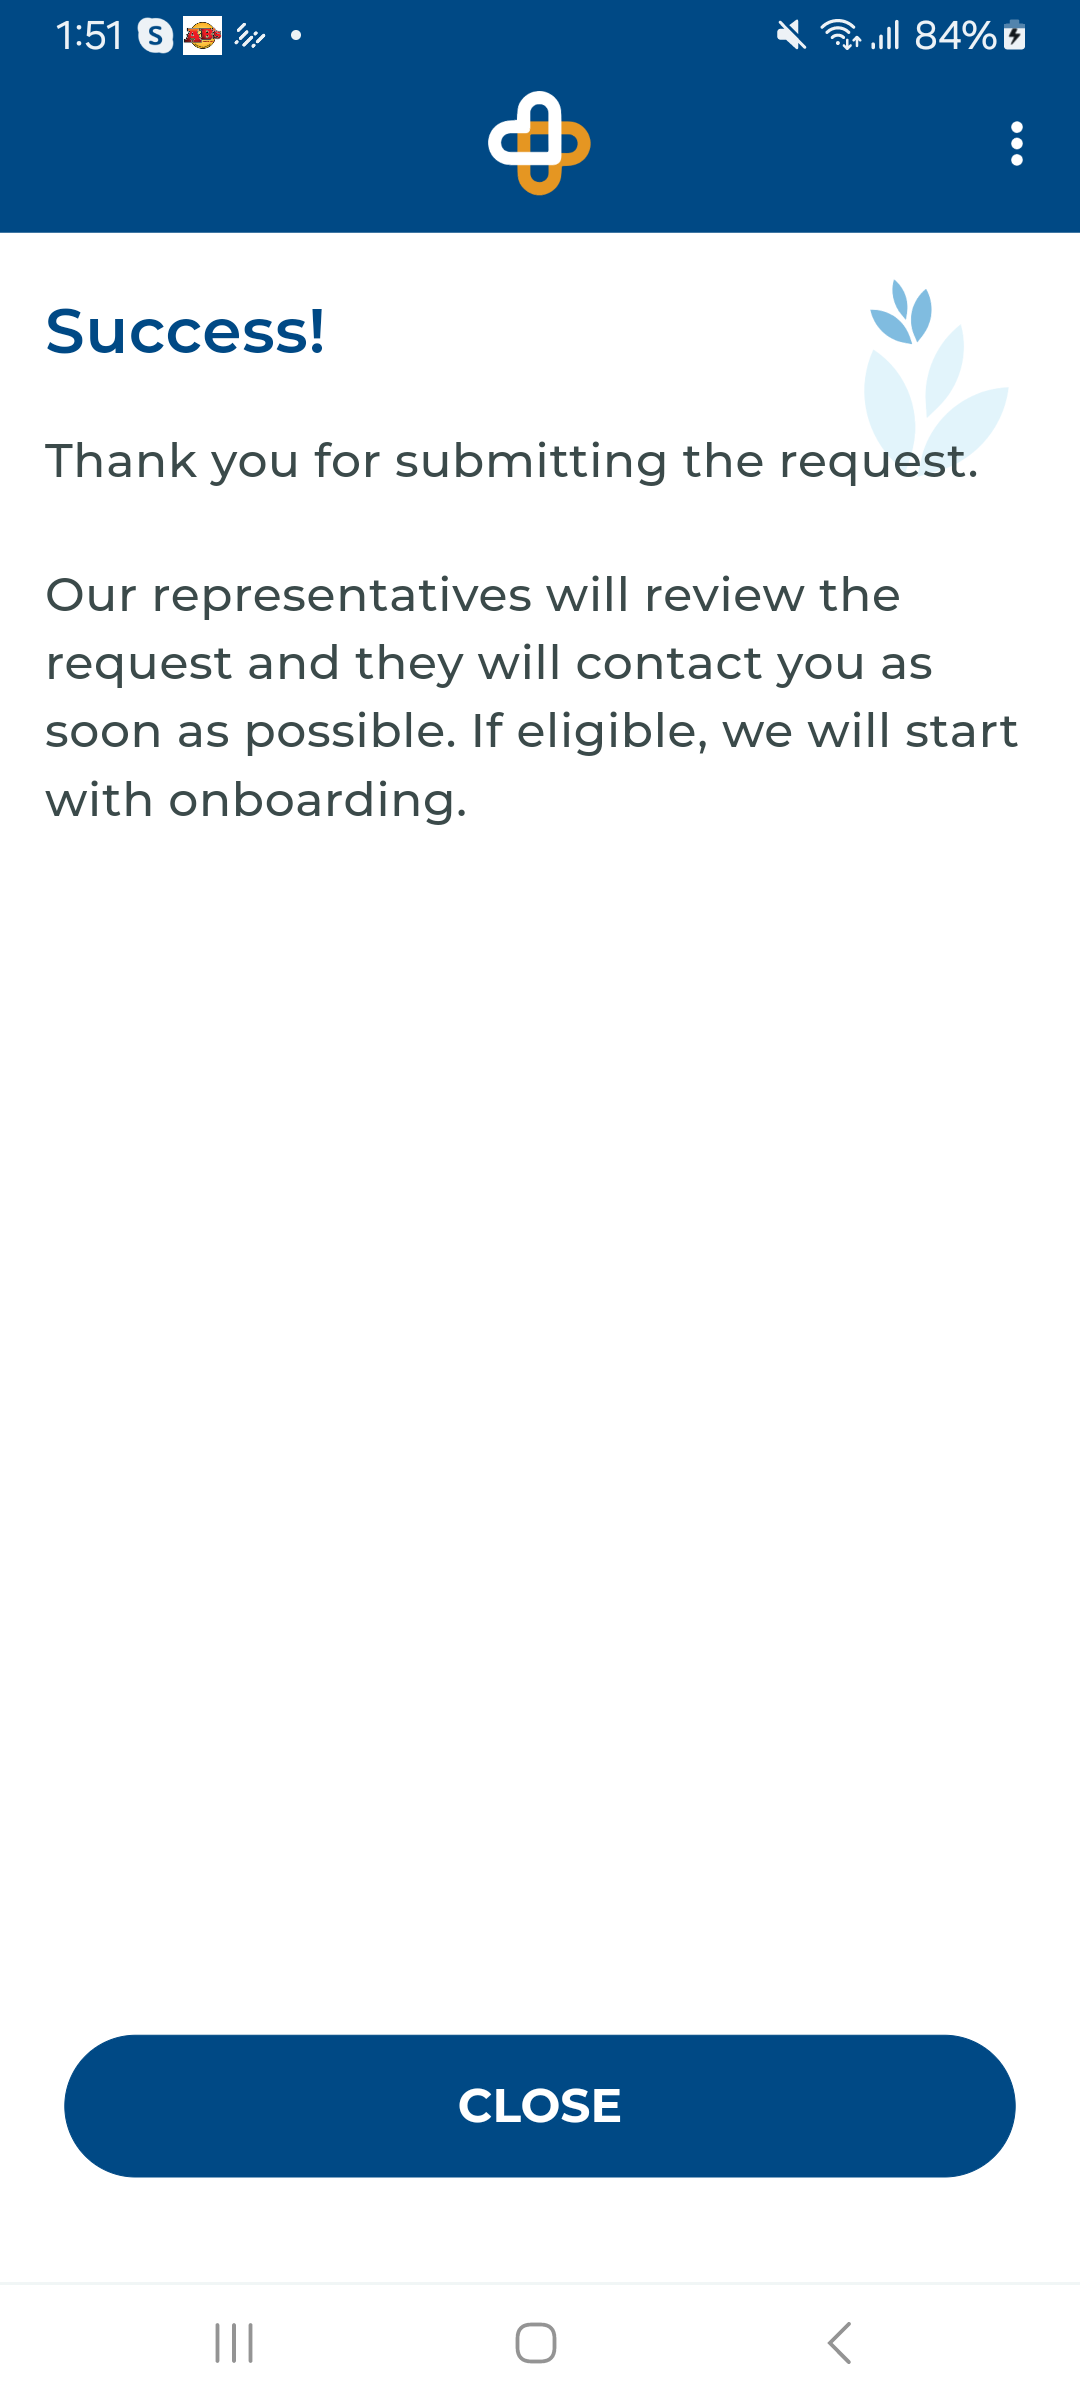 1:51 S ABs 84%
Success!
Thank you for submitting the request.
Our representatives will review the
request and they will contact you as
soon as possible. If eligible, we will start
with onboarding.
CLOSE